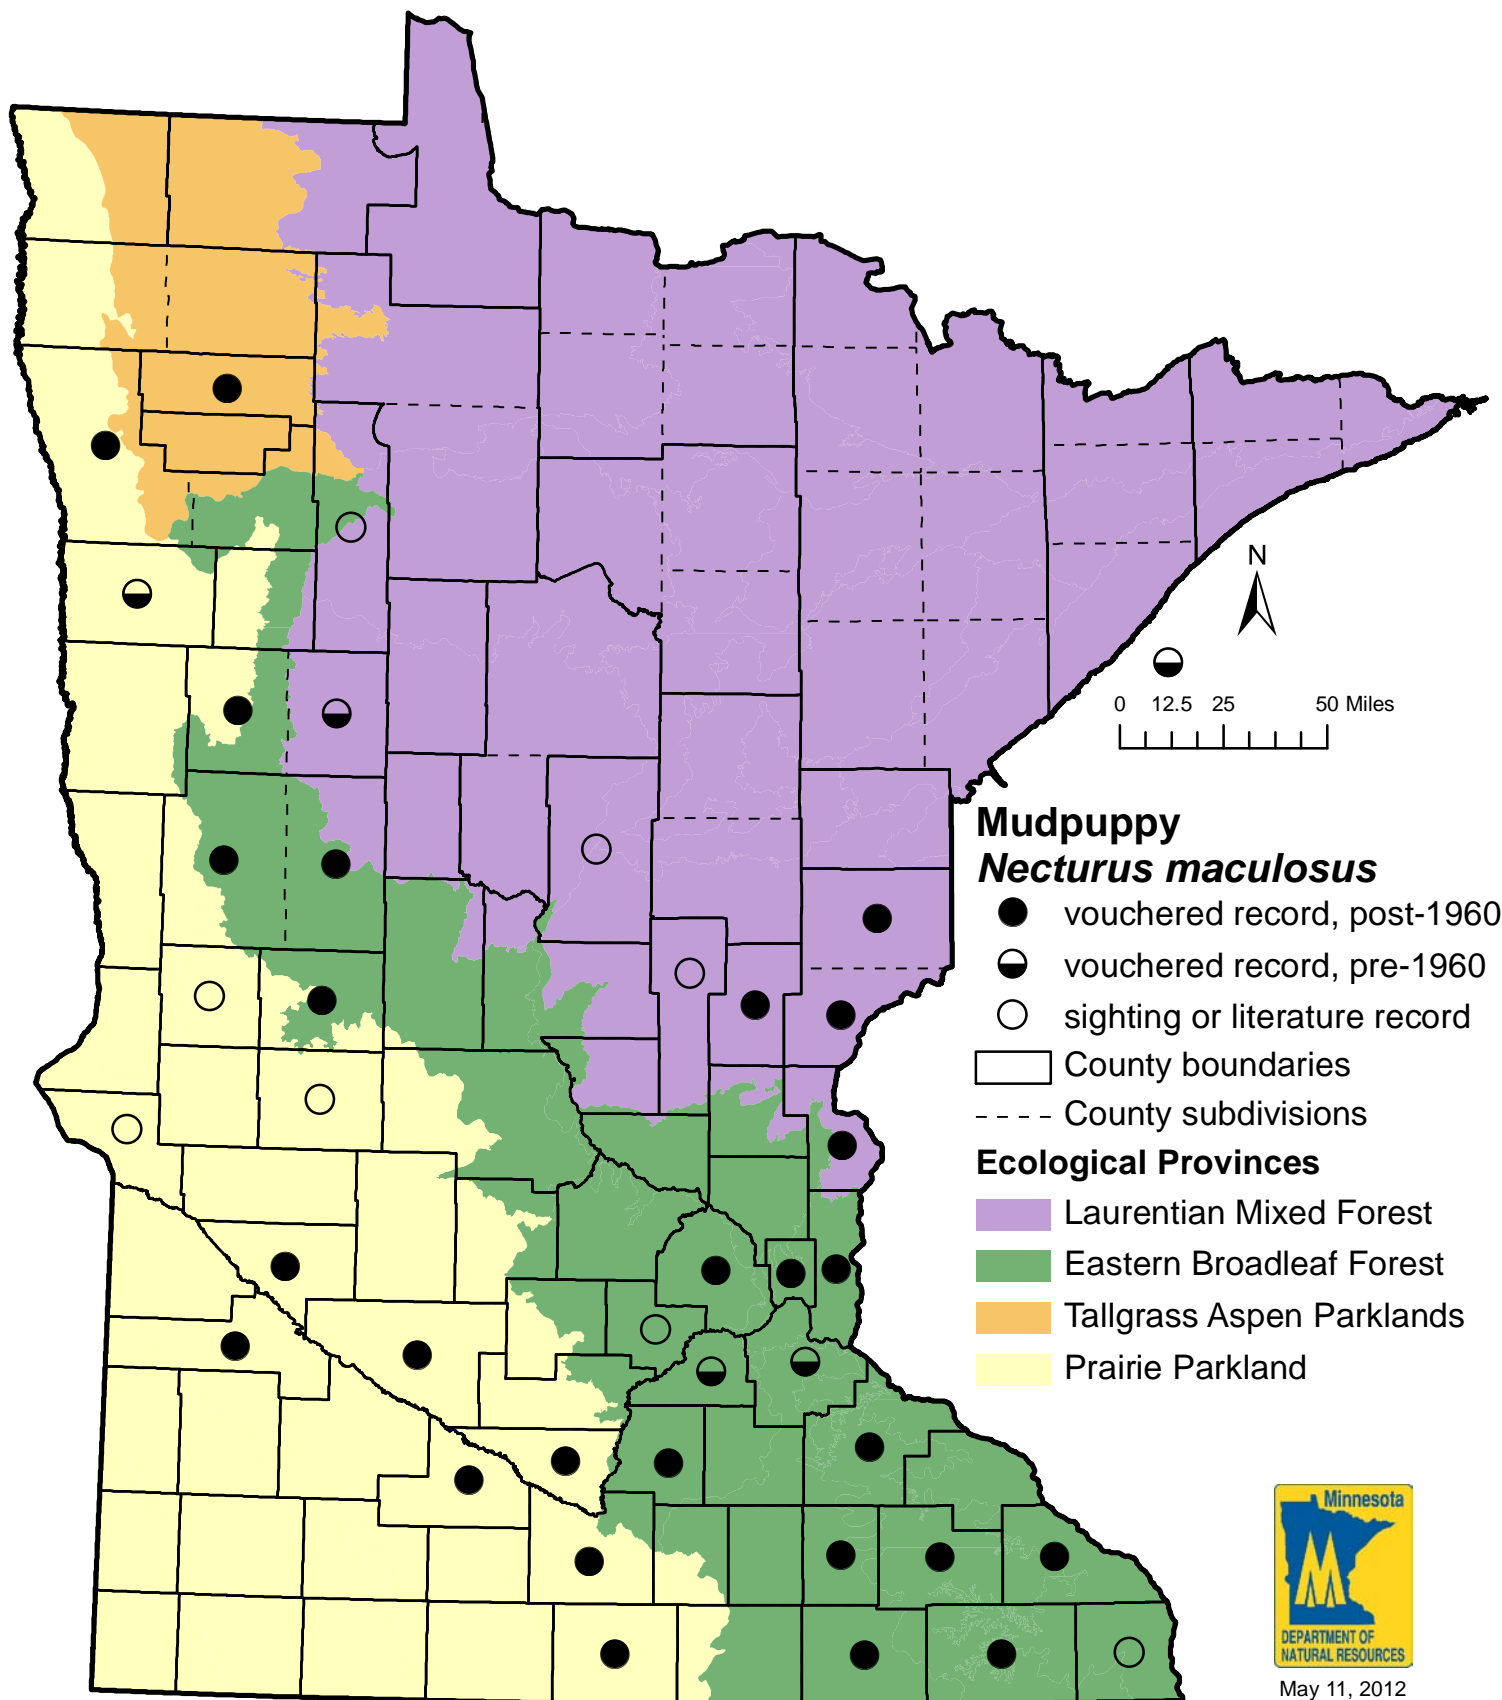 N
0 12.5 25 50 Miles
Mudpuppy
Necturus maculosus
vouchered record, post-1960
vouchered record, pre-1960
sighting or literature record
County boundaries
County subdivisions
Ecological Provinces
Laurentian Mixed Forest
Eastern Broadleaf Forest
Tallgrass Aspen Parklands
Prairie Parkland
Minnesota
DEPARTMENT OF
NATURAL RESOURCES
May 11, 2012